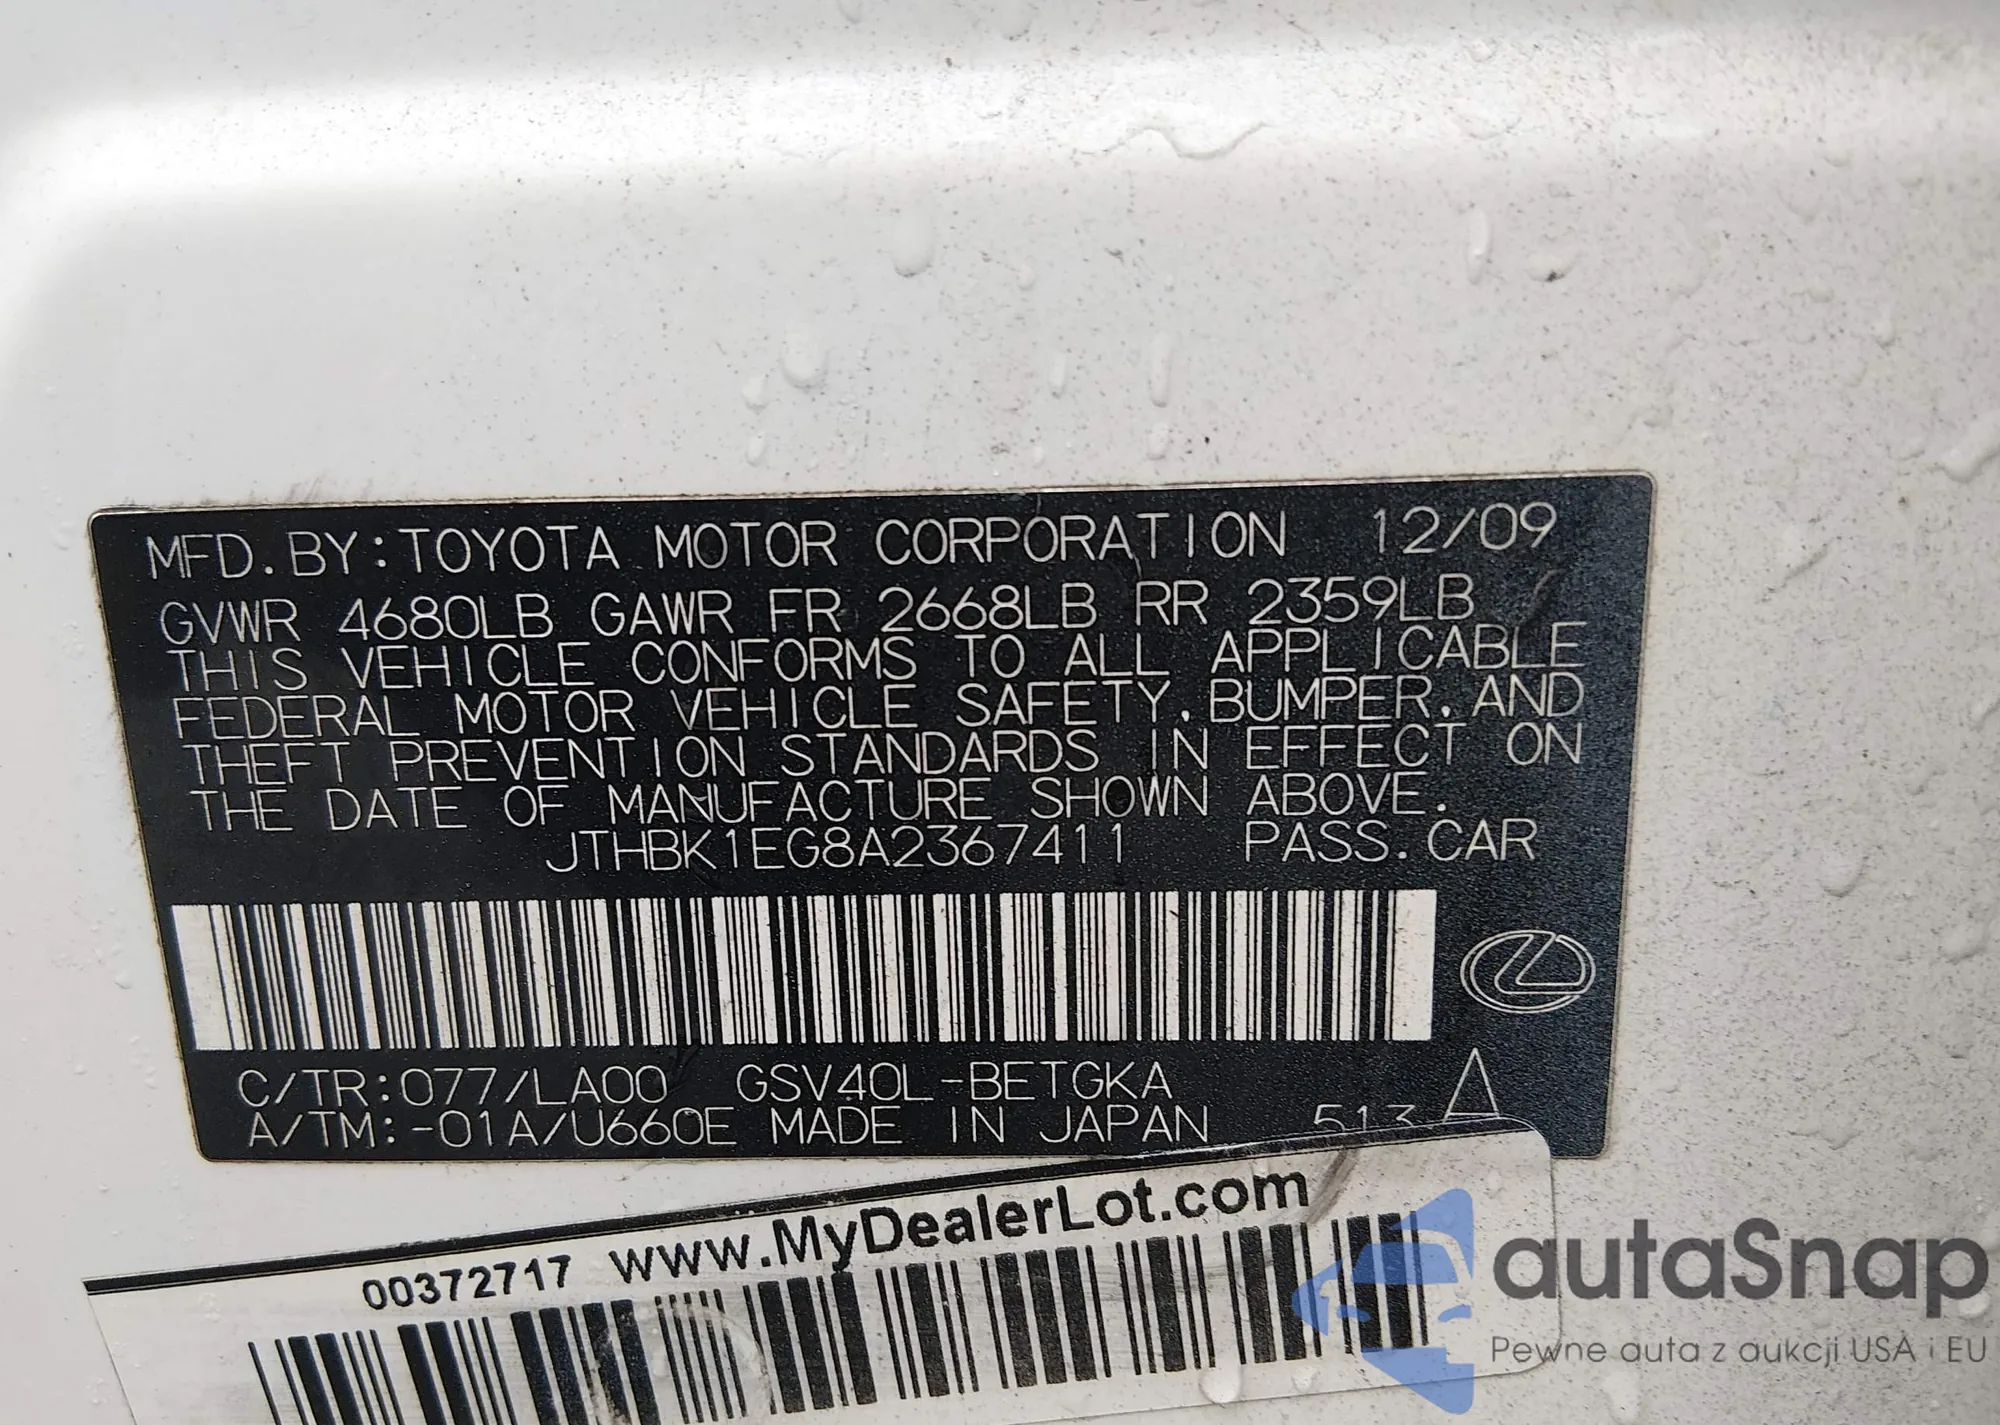 MFD. BY: TOYOTA MOTOR CORPORATION 12/09
GVWR 4680LB GAWR FR 2668LB RR 2359LB
THIS VEHICLE CONFORMS TO ALL APPLICABLE
FEDERAL MOTOR VEHICLE SAFETY, BUMPER, AND
THEFT PREVENTION STANDARDS IN EFFECT ON
THE DATE OF MANUFACTURE SHOWN ABOVE.
JTHBK1EG8A2367411 PASS. CAR
C/TR:077/LA00 GSV40L-BETGKA
A/TM:-01A/U660E MADE IN JAPAN 513 A
00372717 www.MyDealerLot.com
autaSnap
Pewne auta z aukcji USA i EU